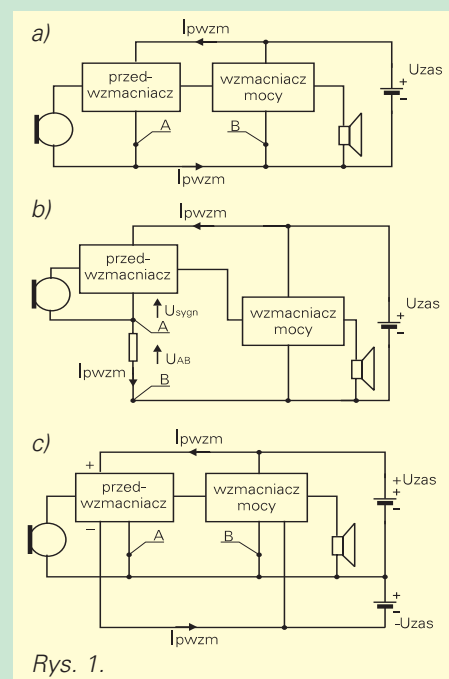 a)
Ipwzm
Uzas
+
-
przed-
wzmacniacz
wzmacniacz
mocy
A
B
Ipwzm
b)
Ipwzm
przed-
wzmacniacz
Usygn
A
UAB
Ipwzm
B
wzmacniacz
mocy
Uzas
+
-
c)
Ipwzm
+
przed-
wzmacniacz
-
wzmacniacz
mocy
A
B
+Uzas
+
-
+
-
-Uzas
Ipwzm
Rys. 1.